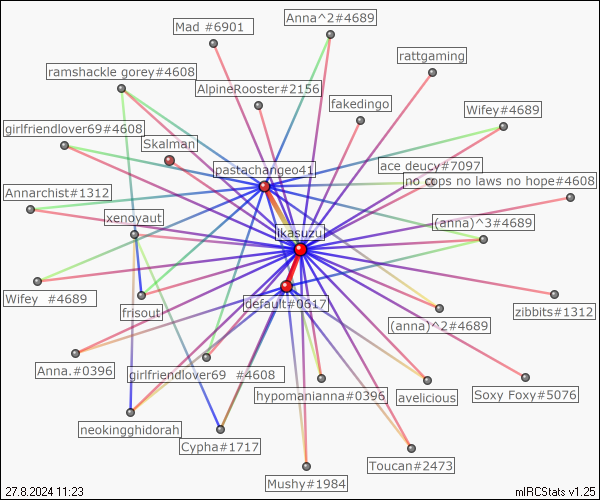 Mad #6901
Anna^2#4689
rattgaming
ramshackle gorey#4608
AlpineRooster#2156
fakedingo
Wifey#4689
girlfriendlover69#4608
Skalman
pastachangeo41
ace deucy#7097
no cops no laws no hope#4608
Annarchist#1312
xenoyaut
ikasuzu
(anna)^3#4689
Wifey #4689
frisout
default#0617
zibbits#1312
(anna)^2#4689
Anna.#0396
girlfriendlover69 #4608
hypomanianna#0396
avelicious
Soxy Foxy#5076
neokingghidorah
Cypha#1717
Toucan#2473
Mushy#1984
27.8.2024 11:23
mIRCStats v1.25